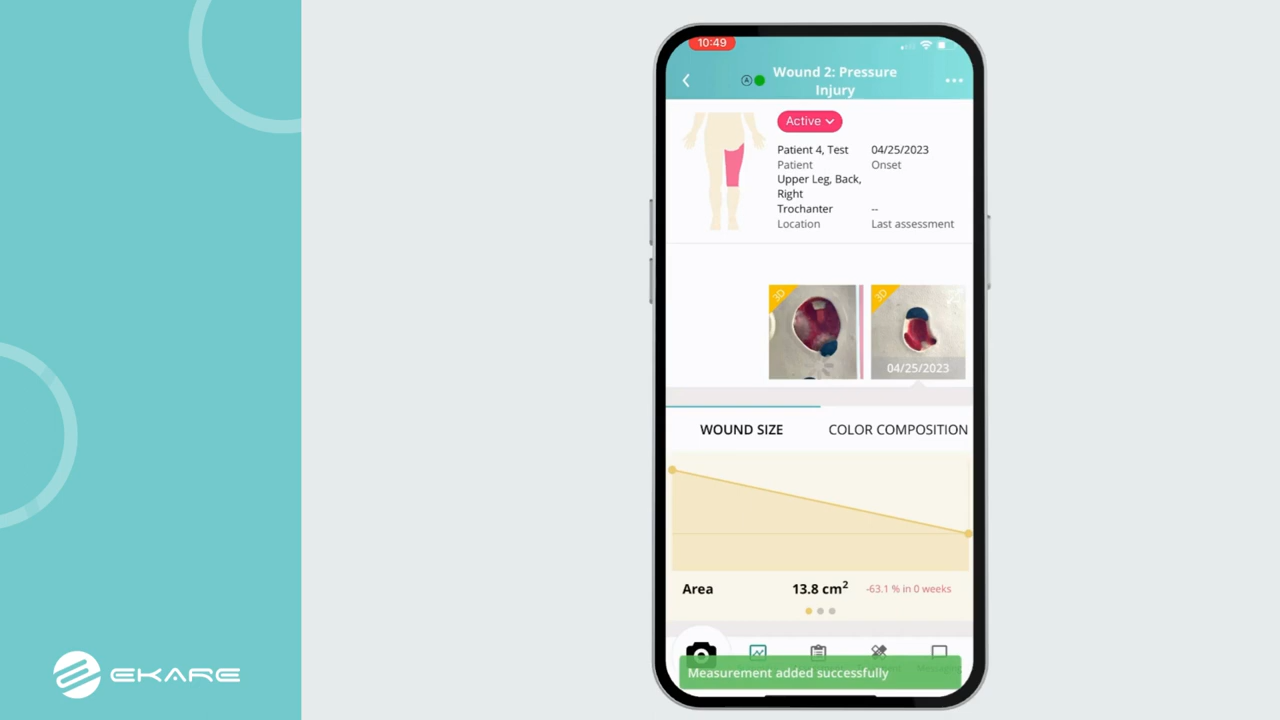 10:49
A
Wound 2: Pressure
Injury
Active
Patient 4, Test
04/25/2023
Patient
Onset
Upper Leg, Back,
Right
Trochanter
--
Location
Last assessment
3D
3D
04/25/2023
WOUND SIZE
COLOR COMPOSITION
Area
13.8 cm²
-63.1 % in 0 weeks
Measurement added successfully
EKARE